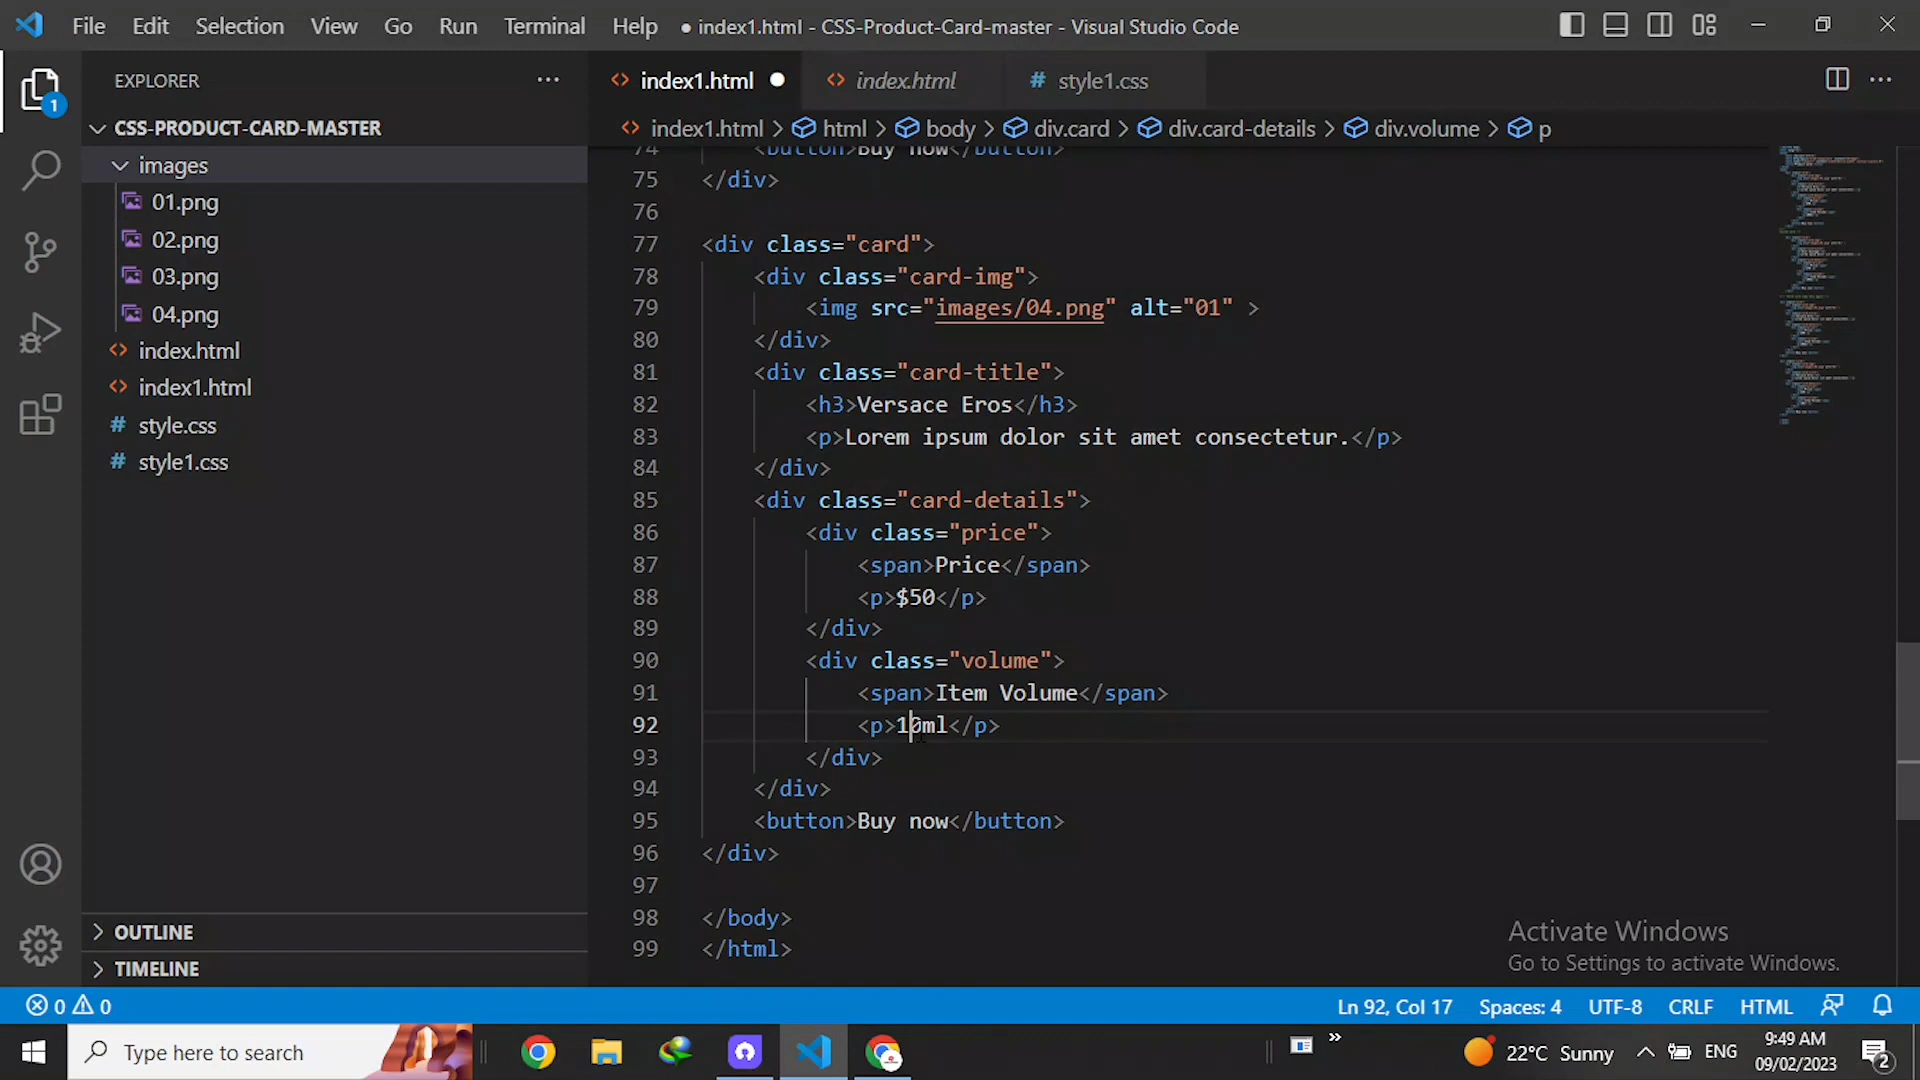 File Edit Selection View Go Run Terminal Help ● index1.html - CSS-Product-Card-master - Visual Studio Code
EXPLORER ···
index1.html ●
index.html
# style1.css
CSS-PRODUCT-CARD-MASTER
images
01.png
02.png
03.png
04.png
index.html
index1.html
# style.css
# style1.css
OUTLINE
TIMELINE
1
index1.html > html > body > div.card > div.card-details > div.volume > p
74 <button>Buy now</button>
75 </div>
76
77 <div class="card">
78 <div class="card-img">
79 <img src="images/04.png" alt="01" >
80 </div>
81 <div class="card-title">
82 <h3>Versace Eros</h3>
83 <p>Lorem ipsum dolor sit amet consectetur.</p>
84 </div>
85 <div class="card-details">
86 <div class="price">
87 <span>Price</span>
88 <p>$50</p>
89 </div>
90 <div class="volume">
91 <span>Item Volume</span>
92 <p>10ml</p>
93 </div>
94 </div>
95 <button>Buy now</button>
96 </div>
97
98 </body>
99 </html>
Activate Windows
Go to Settings to activate Windows.
0 0
Ln 92, Col 17 Spaces: 4 UTF-8 CRLF HTML
Type here to search
22°C Sunny
ENG
9:49 AM
09/02/2023
2